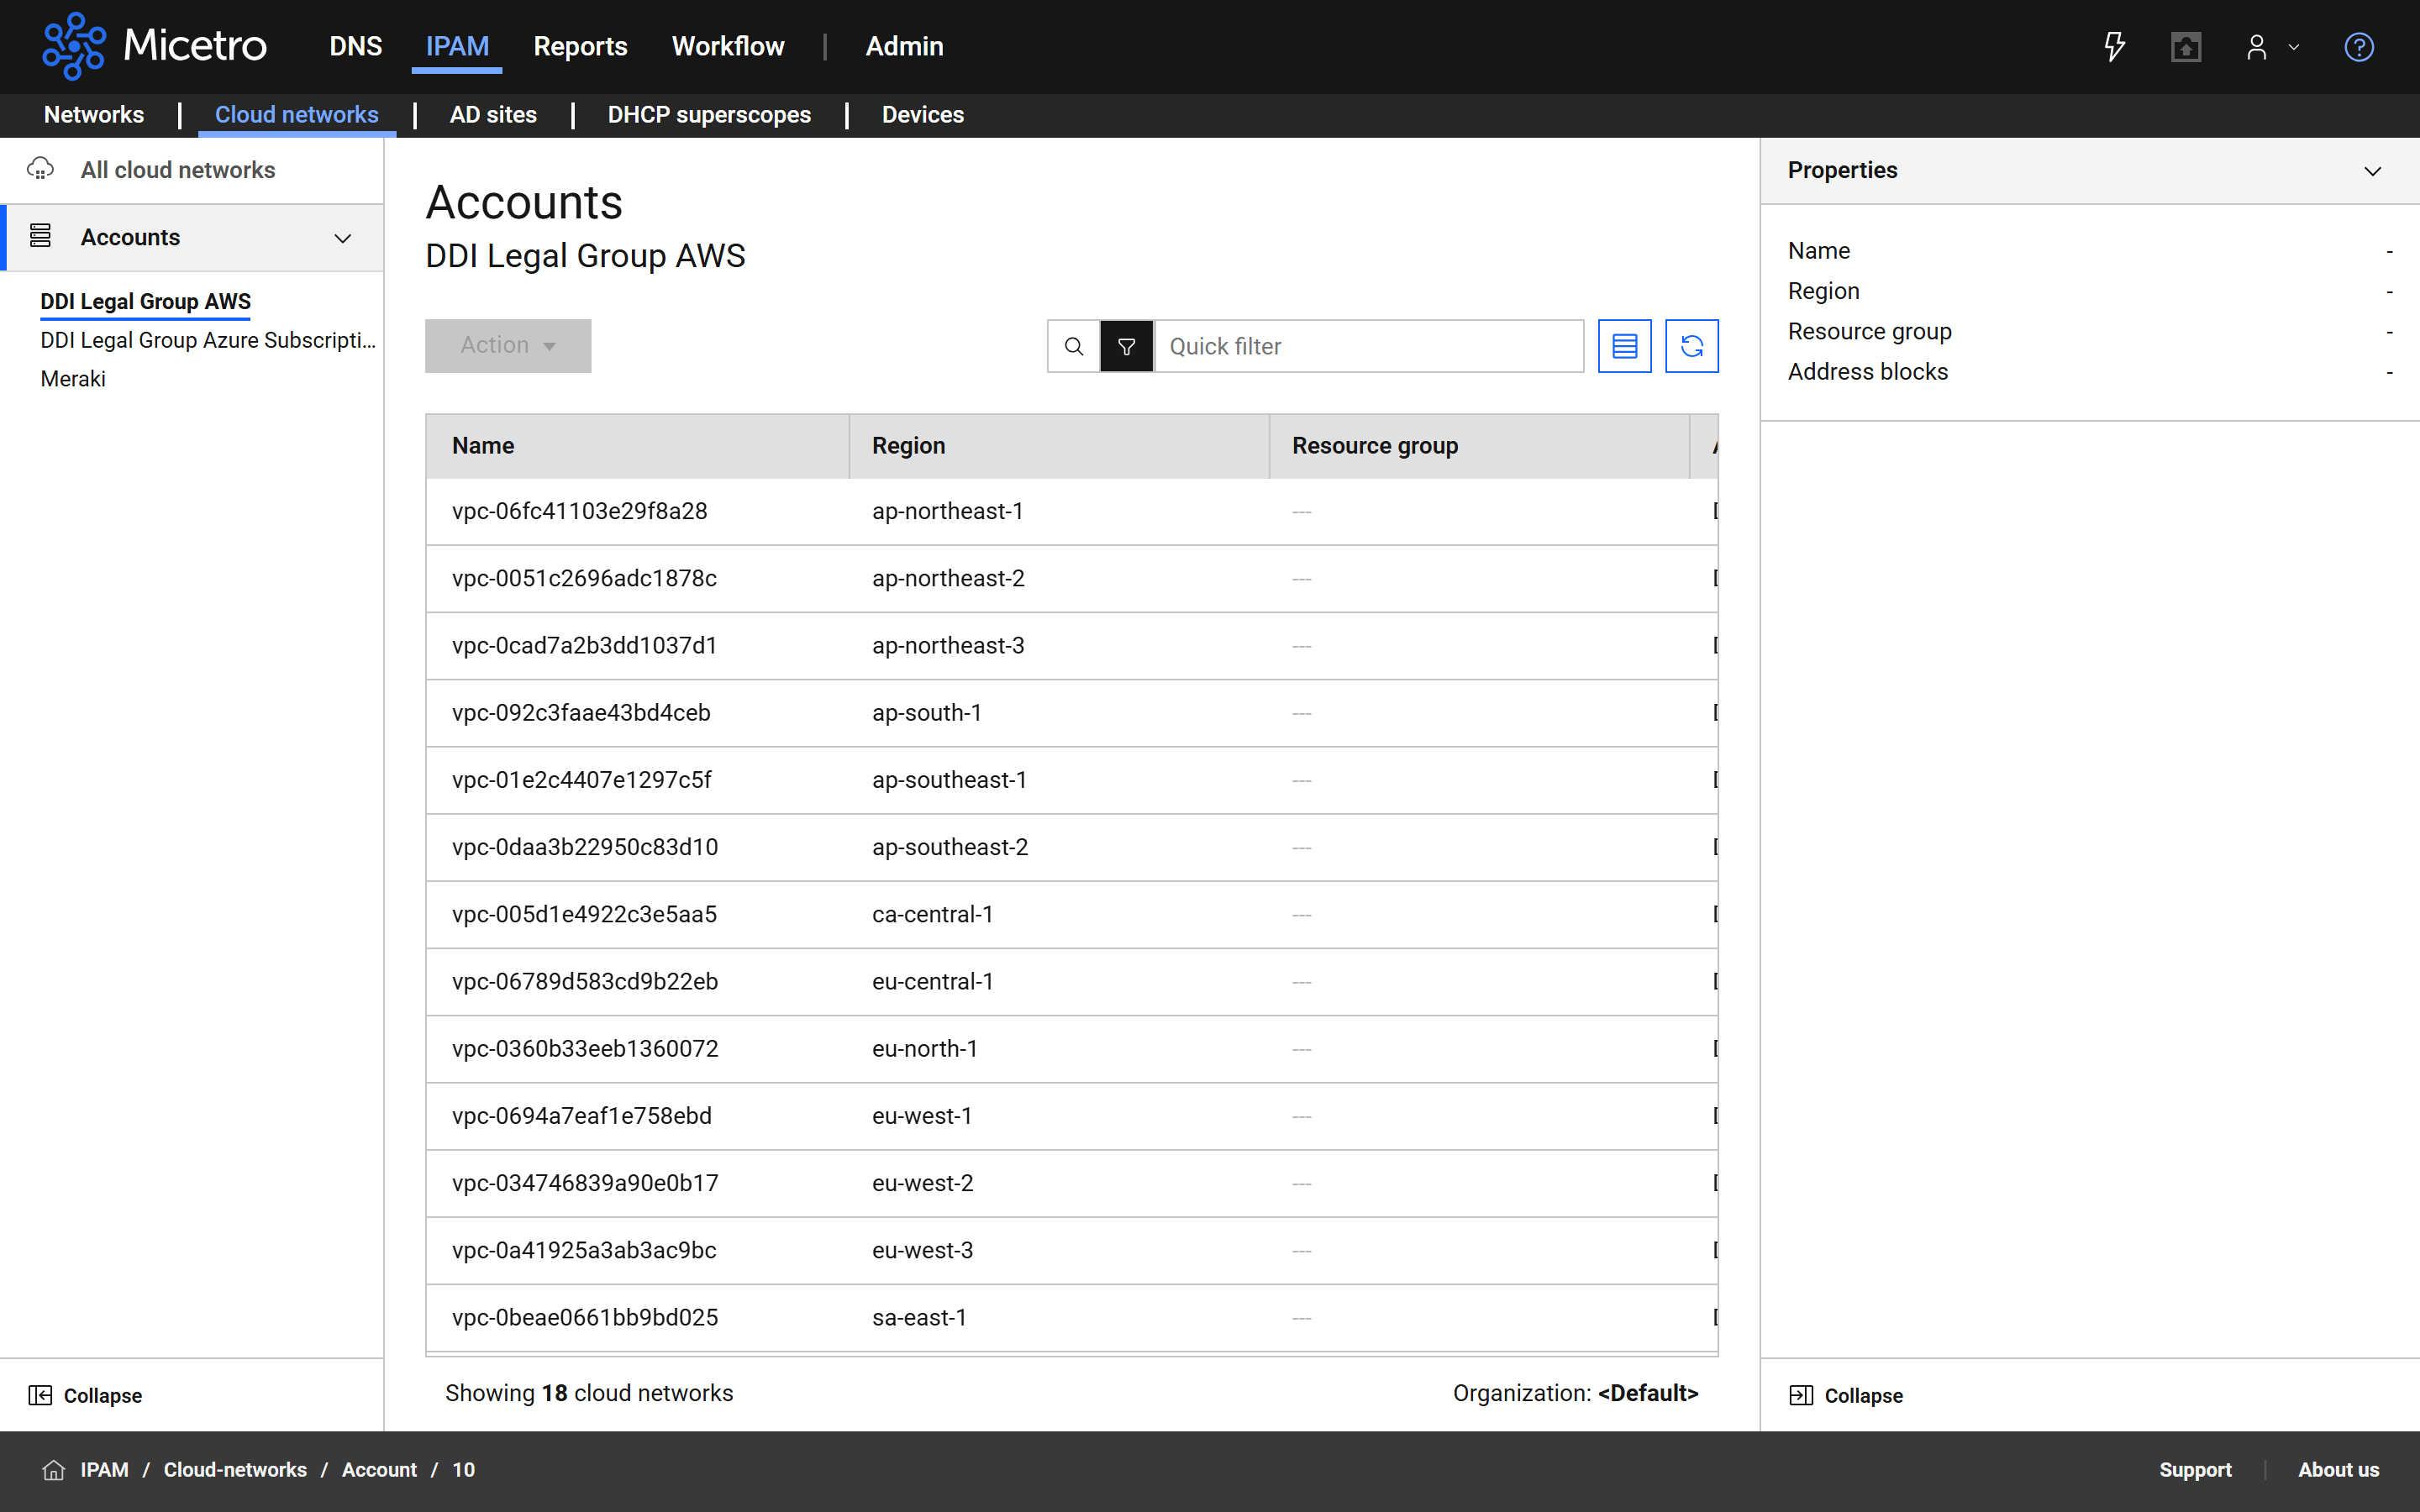 Micetro DNS IPAM Reports Workflow | Admin
Networks | Cloud networks | AD sites | DHCP superscopes | Devices
All cloud networks
Accounts
DDI Legal Group AWS
DDI Legal Group Azure Subscripti...
Meraki
Collapse
Accounts
DDI Legal Group AWS
Action
Quick filter
Name Region Resource group
vpc-06fc41103e29f8a28 ap-northeast-1 ---
vpc-0051c2696adc1878c ap-northeast-2 ---
vpc-0cad7a2b3dd1037d1 ap-northeast-3 ---
vpc-092c3faae43bd4ceb ap-south-1 ---
vpc-01e2c4407e1297c5f ap-southeast-1 ---
vpc-0daa3b22950c83d10 ap-southeast-2 ---
vpc-005d1e4922c3e5aa5 ca-central-1 ---
vpc-06789d583cd9b22eb eu-central-1 ---
vpc-0360b33eeb1360072 eu-north-1 ---
vpc-0694a7eaf1e758ebd eu-west-1 ---
vpc-034746839a90e0b17 eu-west-2 ---
vpc-0a41925a3ab3ac9bc eu-west-3 ---
vpc-0beae0661bb9bd025 sa-east-1 ---
Showing 18 cloud networks Organization: <Default>
Properties
Name -
Region -
Resource group -
Address blocks -
Collapse
IPAM / Cloud-networks / Account / 10 Support | About us